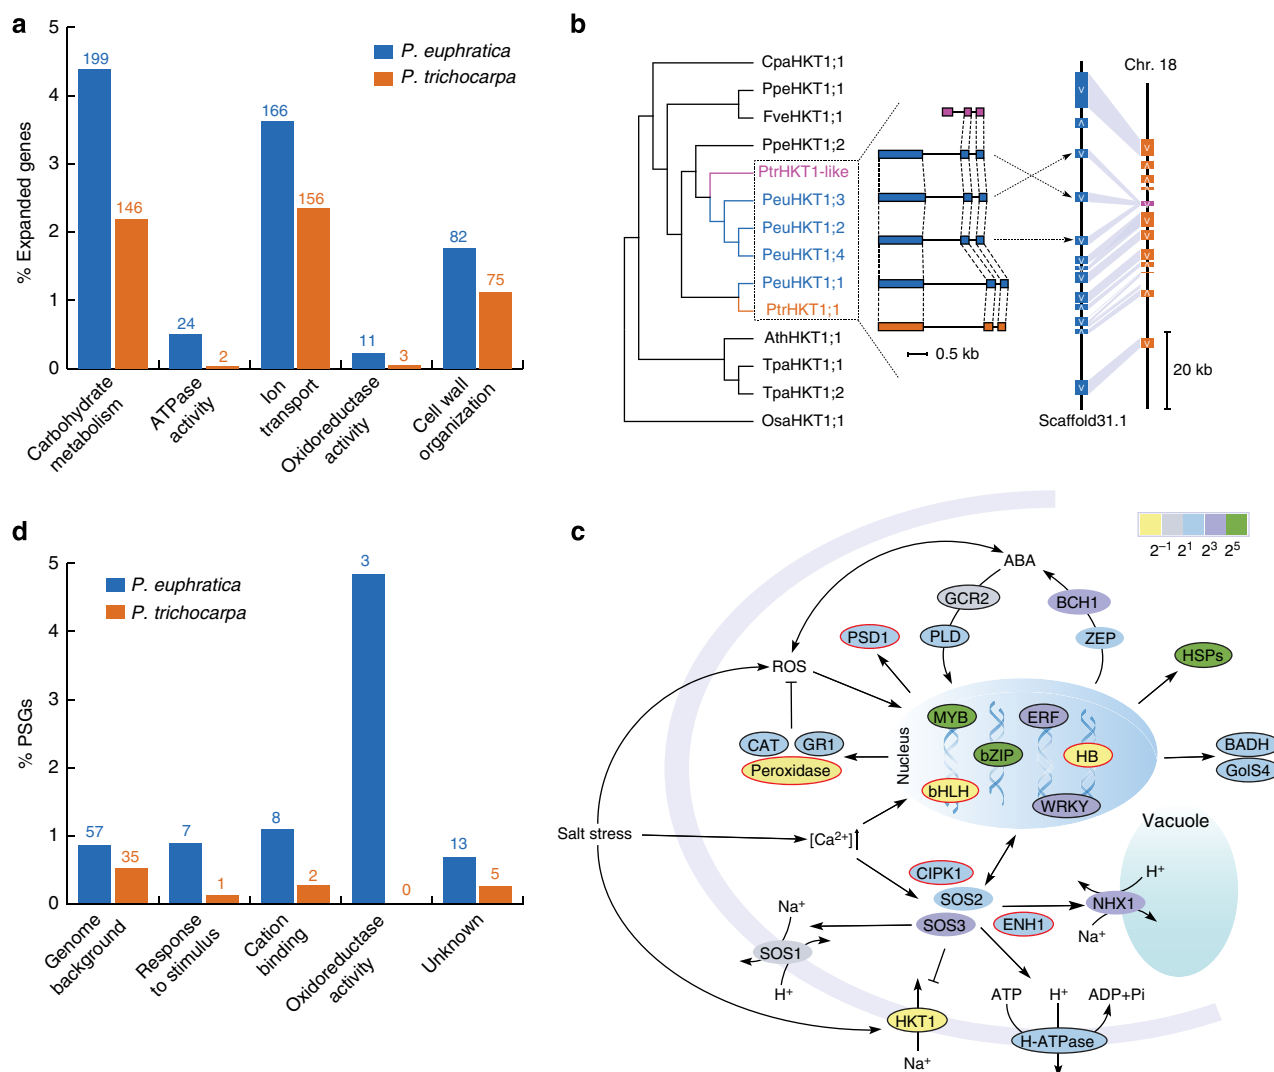 a
5
4
3
2
1
0
% Expanded genes
P. euphratica
P. trichocarpa
199
146
24
2
166
156
11
3
82
75
Carbohydrate
metabolism
ATPase
activity
Ion
transport
Oxidoreductase
activity
Cell wall
organization
b
CpaHKT1;1
PpeHKT1;1
FveHKT1;1
PpeHKT1;2
PtrHKT1-like
PeuHKT1;3
PeuHKT1;2
PeuHKT1;4
PeuHKT1;1
PtrHKT1;1
AthHKT1;1
TpaHKT1;1
TpaHKT1;2
OsaHKT1;1
0.5 kb
Chr. 18
20 kb
Scaffold31.1
d
5
4
3
2
1
0
% PSGs
P. euphratica
P. trichocarpa
57
35
7
1
8
2
3
0
13
5
Genome
background
Response
to stimulus
Cation
binding
Oxidoreductase
activity
Unknown
c
2⁻¹ 2¹ 2³ 2⁵
ABA
GCR2
BCH1
PSD1
PLD
ZEP
HSPs
ROS
MYB
ERF
CAT
GR1
bZIP
HB
BADH
Peroxidase
Nucleus
GolS4
bHLH
WRKY
Salt stress
[Ca²⁺]
Vacuole
CIPK1
H⁺
SOS2
NHX1
Na⁺
SOS3
ENH1
Na⁺
SOS1
H⁺
ATP
H⁺
ADP+Pi
HKT1
H-ATPase
Na⁺